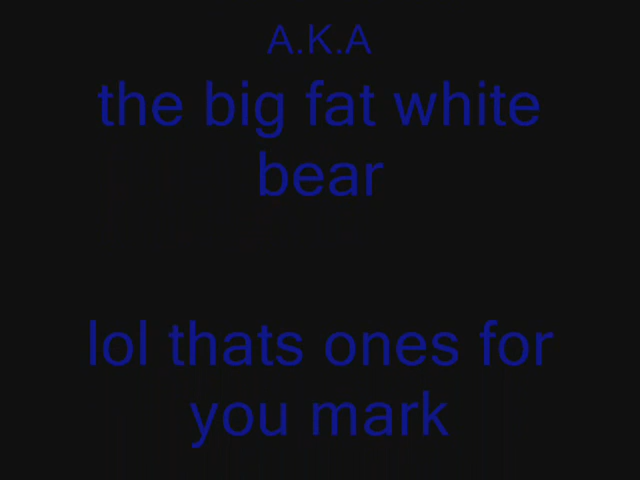 A.K.A
the big fat white
bear
lol thats ones for
you mark